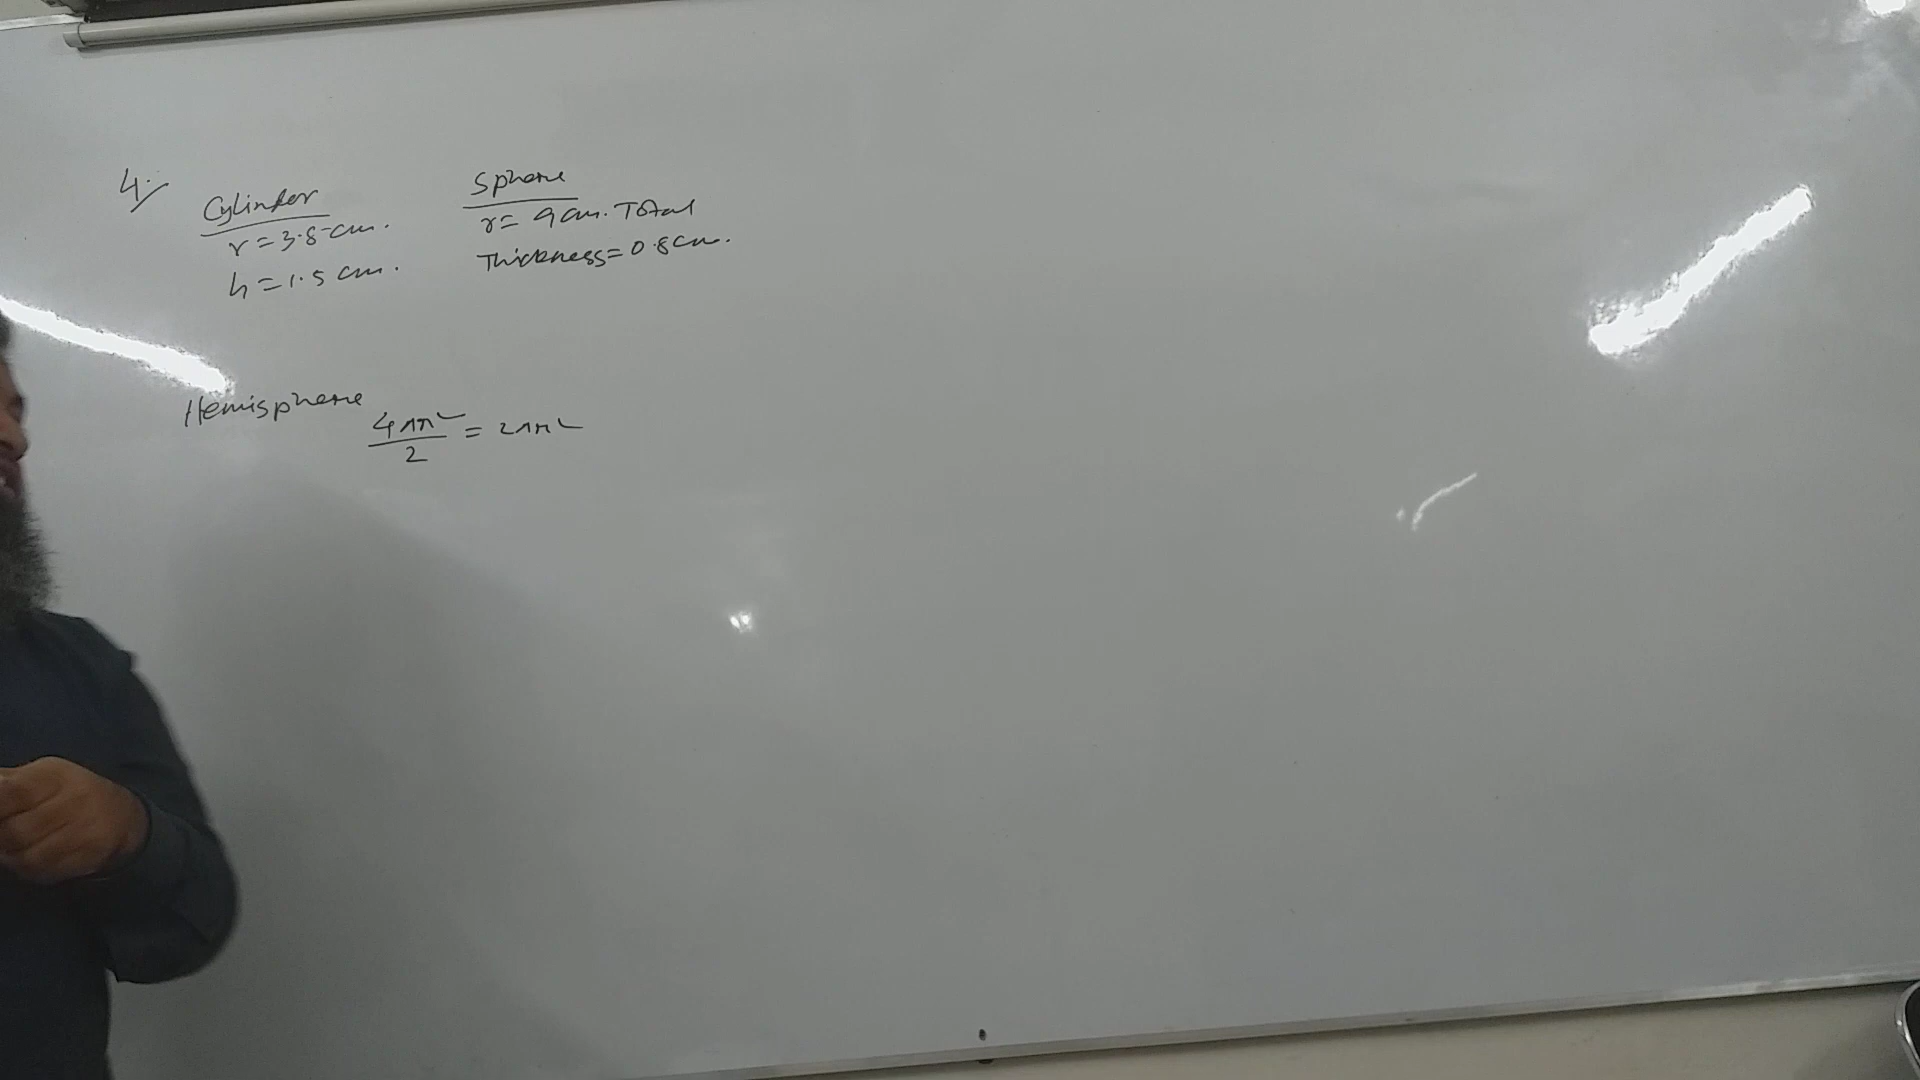 4.
Cylinder
r = 3.8 cm.
h = 1.5 cm.
Sphere
r = 9 cm. Total
Thickness = 0.8 cm.
Hemisphere
4πr²/2 = 2πr²